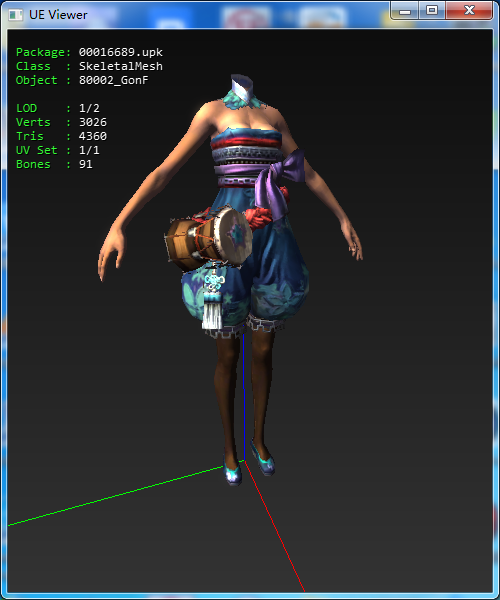 UE Viewer
Package: 00016689.upk
Class  : SkeletalMesh
Object : 80002_GonF
LOD    : 1/2
Verts  : 3026
Tris   : 4360
UV Set : 1/1
Bones  : 91